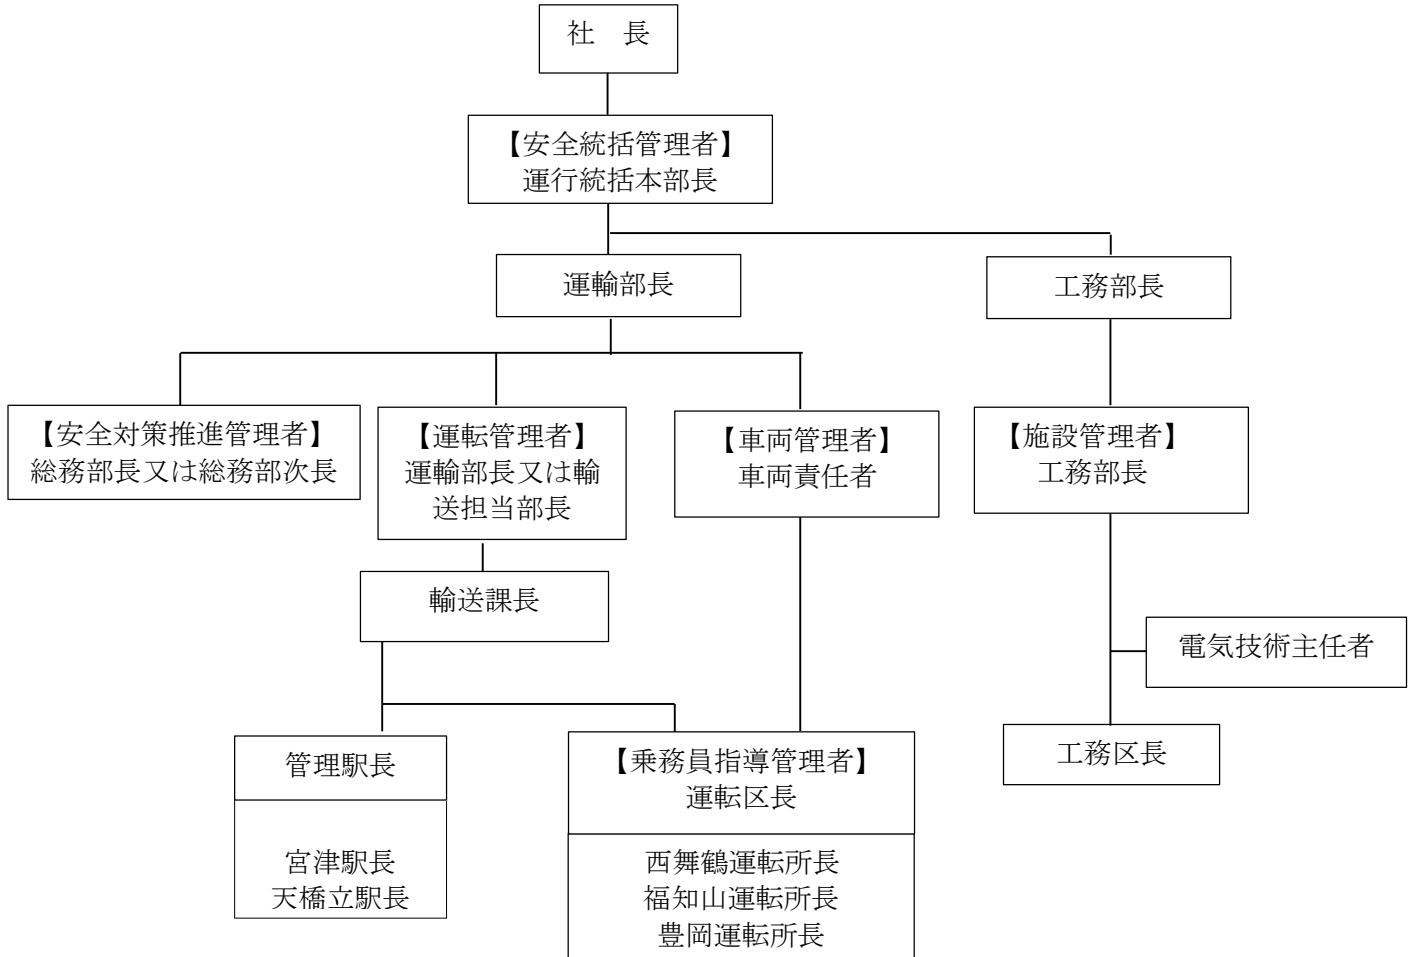 社 長
【安全統括管理者】
運行統括本部長
運輸部長
工務部長
【安全対策推進管理者】
総務部長又は総務部次長
【運転管理者】
運輸部長又は輸
送担当部長
【車両管理者】
車両責任者
【施設管理者】
工務部長
輸送課長
電気技術主任者
管理駅長
宮津駅長
天橋立駅長
【乗務員指導管理者】
運転区長
西舞鶴運転所長
福知山運転所長
豊岡運転所長
工務区長